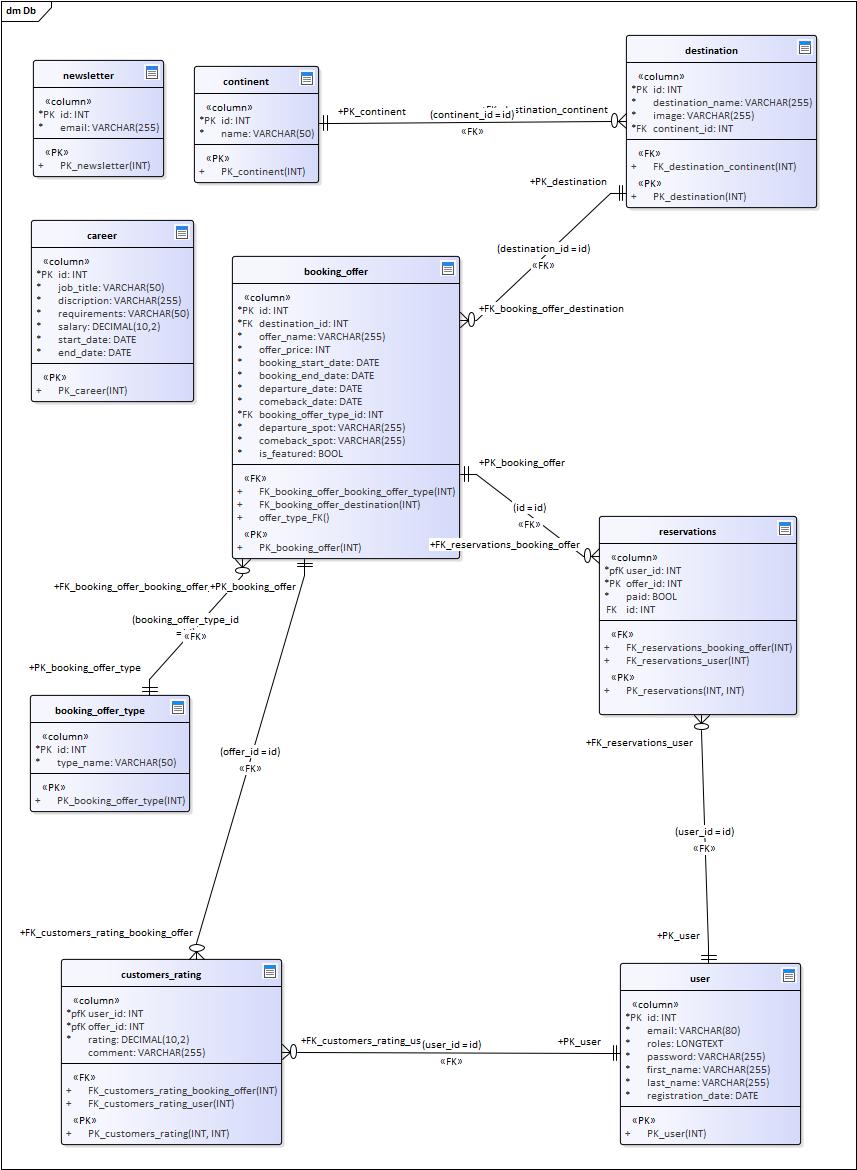 dm Db
newsletter
«column»
*PK id: INT
* email: VARCHAR(255)
«PK»
+ PK_newsletter(INT)
continent
«column»
*PK id: INT
* name: VARCHAR(50)
«PK»
+ PK_continent(INT)
+PK_continent
(continent_id = id)
destination_continent
«FK»
destination
«column»
*PK id: INT
* destination_name: VARCHAR(255)
* image: VARCHAR(255)
*FK continent_id: INT
«FK»
+ FK_destination_continent(INT)
«PK»
+ PK_destination(INT)
+PK_destination
(destination_id = id)
«FK»
+FK_booking_offer_destination
career
«column»
*PK id: INT
* job_title: VARCHAR(50)
* discription: VARCHAR(255)
* requirements: VARCHAR(50)
* salary: DECIMAL(10,2)
* start_date: DATE
* end_date: DATE
«PK»
+ PK_career(INT)
booking_offer
«column»
*PK id: INT
*FK destination_id: INT
* offer_name: VARCHAR(255)
* offer_price: INT
* booking_start_date: DATE
* booking_end_date: DATE
* departure_date: DATE
* comeback_date: DATE
*FK booking_offer_type_id: INT
* departure_spot: VARCHAR(255)
* comeback_spot: VARCHAR(255)
* is_featured: BOOL
«FK»
+ FK_booking_offer_booking_offer_type(INT)
+ FK_booking_offer_destination(INT)
+ offer_type_FK()
«PK»
+ PK_booking_offer(INT)
+PK_booking_offer
(id = id)
«FK»
+FK_reservations_booking_offer
reservations
«column»
*pfK user_id: INT
*PK offer_id: INT
* paid: BOOL
FK id: INT
«FK»
+ FK_reservations_booking_offer(INT)
+ FK_reservations_user(INT)
«PK»
+ PK_reservations(INT, INT)
+FK_booking_offer_booking_offer +PK_booking_offer
(booking_offer_type_id
=
«FK»
+PK_booking_offer_type
booking_offer_type
«column»
*PK id: INT
* type_name: VARCHAR(50)
«PK»
+ PK_booking_offer_type(INT)
(offer_id = id)
«FK»
+FK_customers_rating_booking_offer
+FK_reservations_user
(user_id = id)
«FK»
+PK_user
customers_rating
«column»
*pfK user_id: INT
*pfK offer_id: INT
* rating: DECIMAL(10,2)
comment: VARCHAR(255)
«FK»
+ FK_customers_rating_booking_offer(INT)
+ FK_customers_rating_user(INT)
«PK»
+ PK_customers_rating(INT, INT)
+FK_customers_rating_us (user_id = id)
«FK»
+PK_user
user
«column»
*PK id: INT
* email: VARCHAR(80)
* roles: LONGTEXT
* password: VARCHAR(255)
* first_name: VARCHAR(255)
* last_name: VARCHAR(255)
* registration_date: DATE
«PK»
+ PK_user(INT)